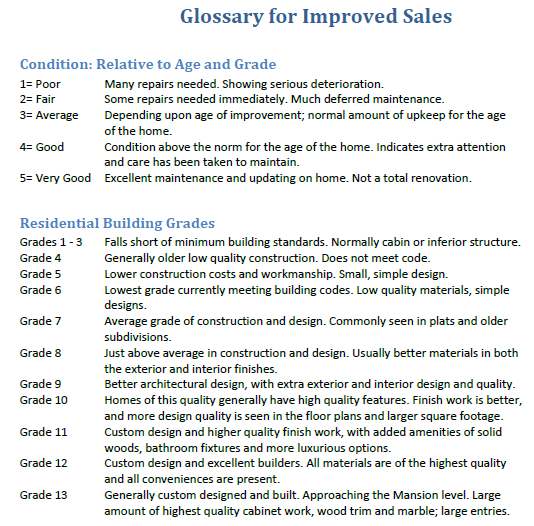 Glossary for Improved Sales
Condition: Relative to Age and Grade
1= Poor Many repairs needed. Showing serious deterioration.
2= Fair Some repairs needed immediately. Much deferred maintenance.
3= Average Depending upon age of improvement; normal amount of upkeep for the age
of the home.
4= Good Condition above the norm for the age of the home. Indicates extra attention
and care has been taken to maintain.
5= Very Good Excellent maintenance and updating on home. Not a total renovation.
Residential Building Grades
Grades 1 - 3 Falls short of minimum building standards. Normally cabin or inferior structure.
Grade 4 Generally older low quality construction. Does not meet code.
Grade 5 Lower construction costs and workmanship. Small, simple design.
Grade 6 Lowest grade currently meeting building codes. Low quality materials, simple
designs.
Grade 7 Average grade of construction and design. Commonly seen in plats and older
subdivisions.
Grade 8 Just above average in construction and design. Usually better materials in both
the exterior and interior finishes.
Grade 9 Better architectural design, with extra exterior and interior design and quality.
Grade 10 Homes of this quality generally have high quality features. Finish work is better,
and more design quality is seen in the floor plans and larger square footage.
Grade 11 Custom design and higher quality finish work, with added amenities of solid
woods, bathroom fixtures and more luxurious options.
Grade 12 Custom design and excellent builders. All materials are of the highest quality
and all conveniences are present.
Grade 13 Generally custom designed and built. Approaching the Mansion level. Large
amount of highest quality cabinet work, wood trim and marble; large entries.